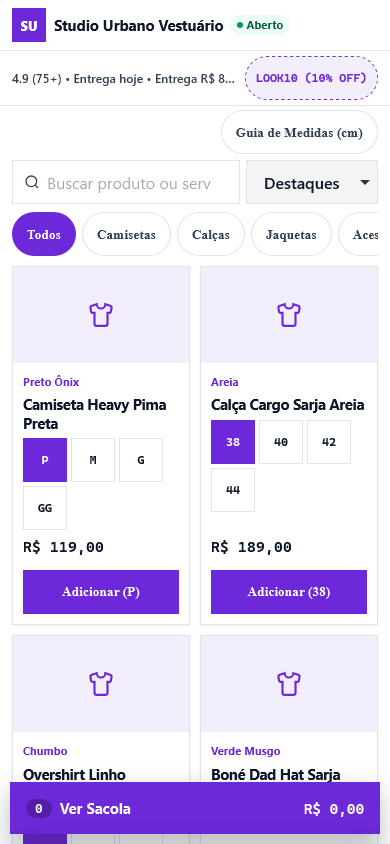 SU Studio Urbano Vestuário Aberto
4.9 (75+) • Entrega hoje • Entrega R$ 8... LOOK10 (10% OFF)
Guia de Medidas (cm)
Buscar produto ou serv Destaques
Todos Camisetas Calças Jaquetas Aces
Preto Ônix
Camiseta Heavy Pima
Preta
P M G
GG
R$ 119,00
Adicionar (P)
Areia
Calça Cargo Sarja Areia
38 40 42
44
R$ 189,00
Adicionar (38)
Chumbo
Overshirt Linho
Verde Musgo
Boné Dad Hat Sarja
0 Ver Sacola R$ 0,00